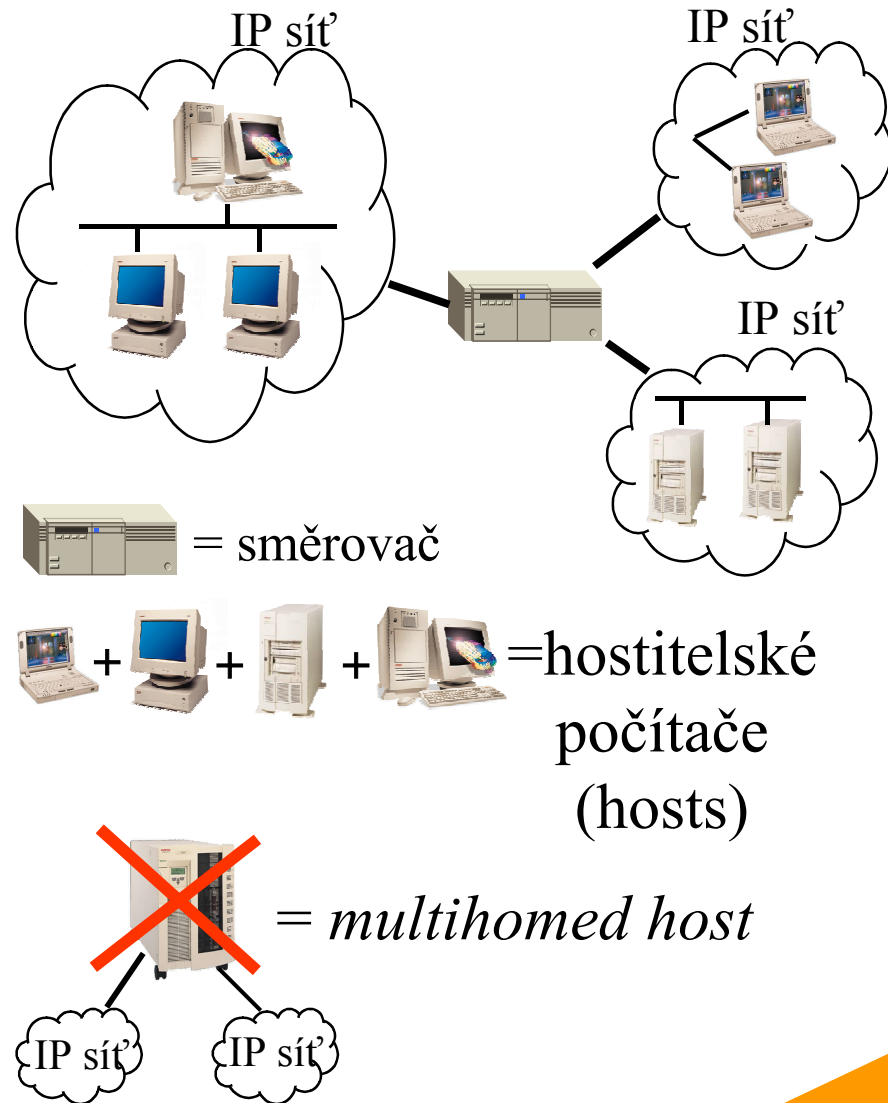 IP síť
IP síť
IP síť
= směrovač
+ + + =hostitelské
počítače
(hosts)
= multihomed host
IP síť
IP síť